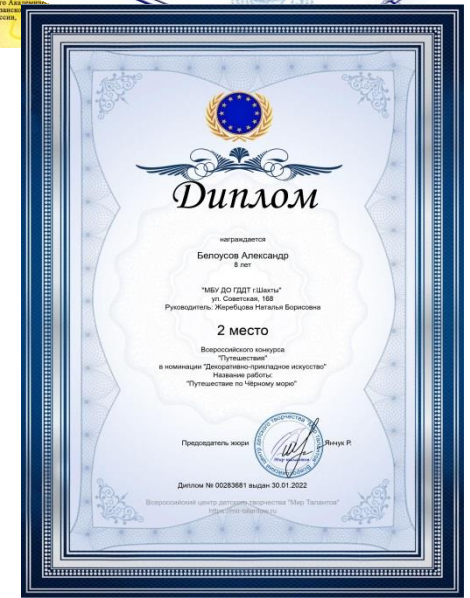 Диплом
награждается
Белоусов Александр
8 лет
"МБУ ДО ГДДТ г.Шахты"
ул. Советская, 168
Руководитель: Жеребцова Наталья Борисовна
2 место
Всероссийского конкурса
"Путешествия"
в номинации "Декоративно-прикладное искусство"
Название работы:
"Путешествие по Чёрному морю"
Председатель жюри Янчук Р.
Диплом № 00283681 выдан 30.01.2022
Всероссийский центр детского творчества "Мир Талантов"